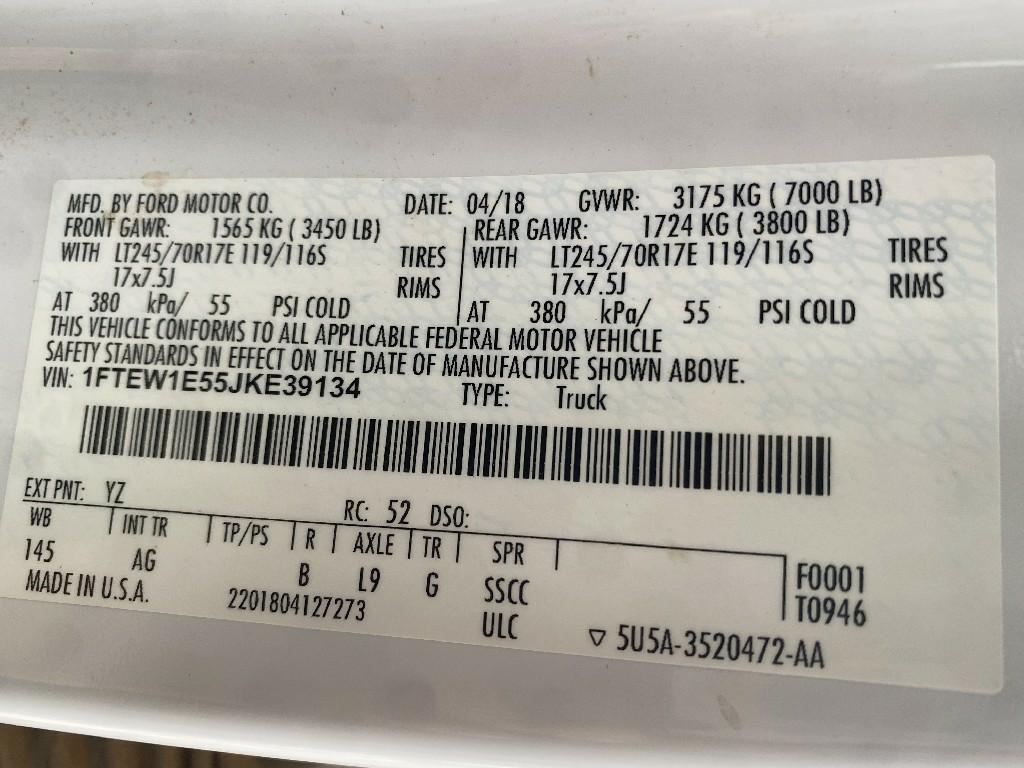 MFD. BY FORD MOTOR CO. DATE: 04/18 GVWR: 3175 KG ( 7000 LB)
FRONT GAWR: 1565 KG ( 3450 LB) REAR GAWR: 1724 KG ( 3800 LB)
WITH LT245/70R17E 119/116S TIRES WITH LT245/70R17E 119/116S TIRES
17x7.5J RIMS 17x7.5J RIMS
AT 380 kPa/ 55 PSI COLD AT 380 kPa/ 55 PSI COLD
THIS VEHICLE CONFORMS TO ALL APPLICABLE FEDERAL MOTOR VEHICLE
SAFETY STANDARDS IN EFFECT ON THE DATE OF MANUFACTURE SHOWN ABOVE.
VIN: 1FTEW1E55JKE39134 TYPE: Truck
EXT PNT: YZ RC: 52 DSO:
WB INT TR TP/PS R AXLE TR SPR
145 AG B L9 G SSCC F0001
MADE IN U.S.A. 2201804127273 ULC T0946
▽ 5U5A-3520472-AA